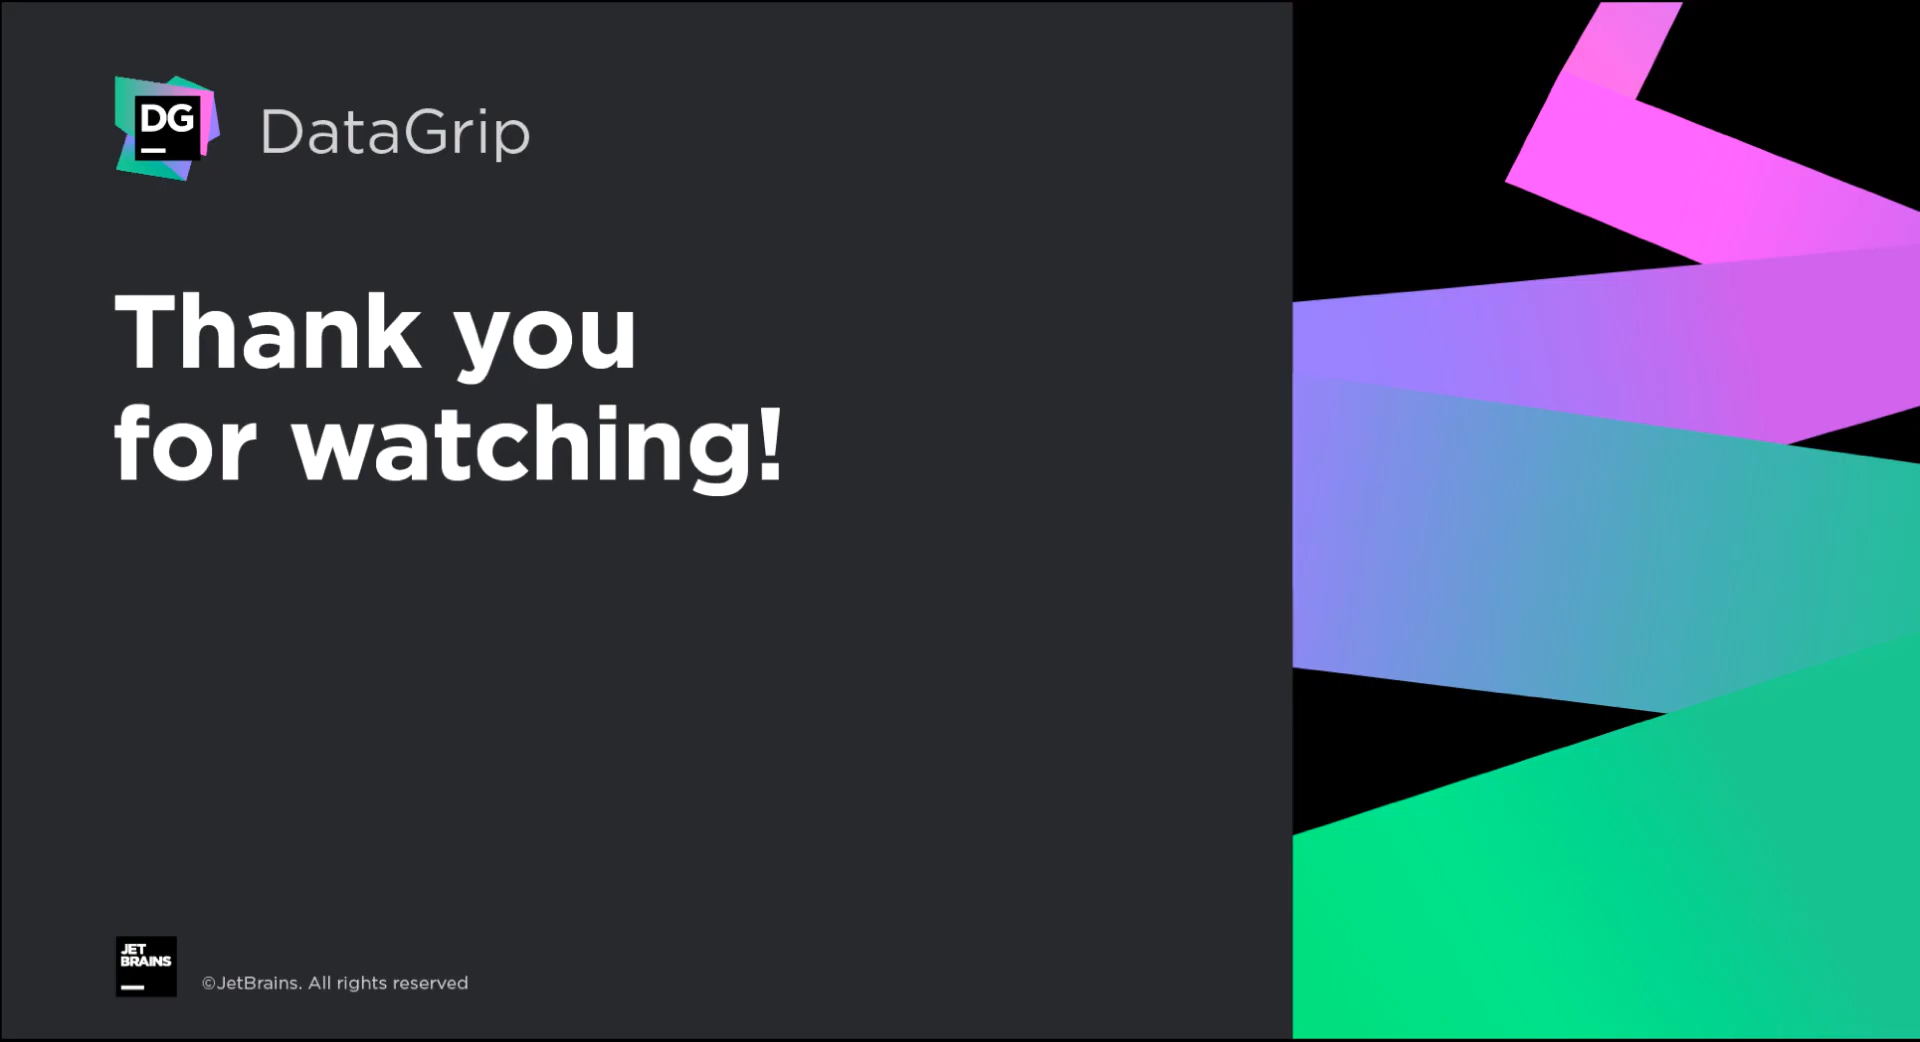 DG
DataGrip
Thank you
for watching!
JET
BRAINS
©JetBrains. All rights reserved